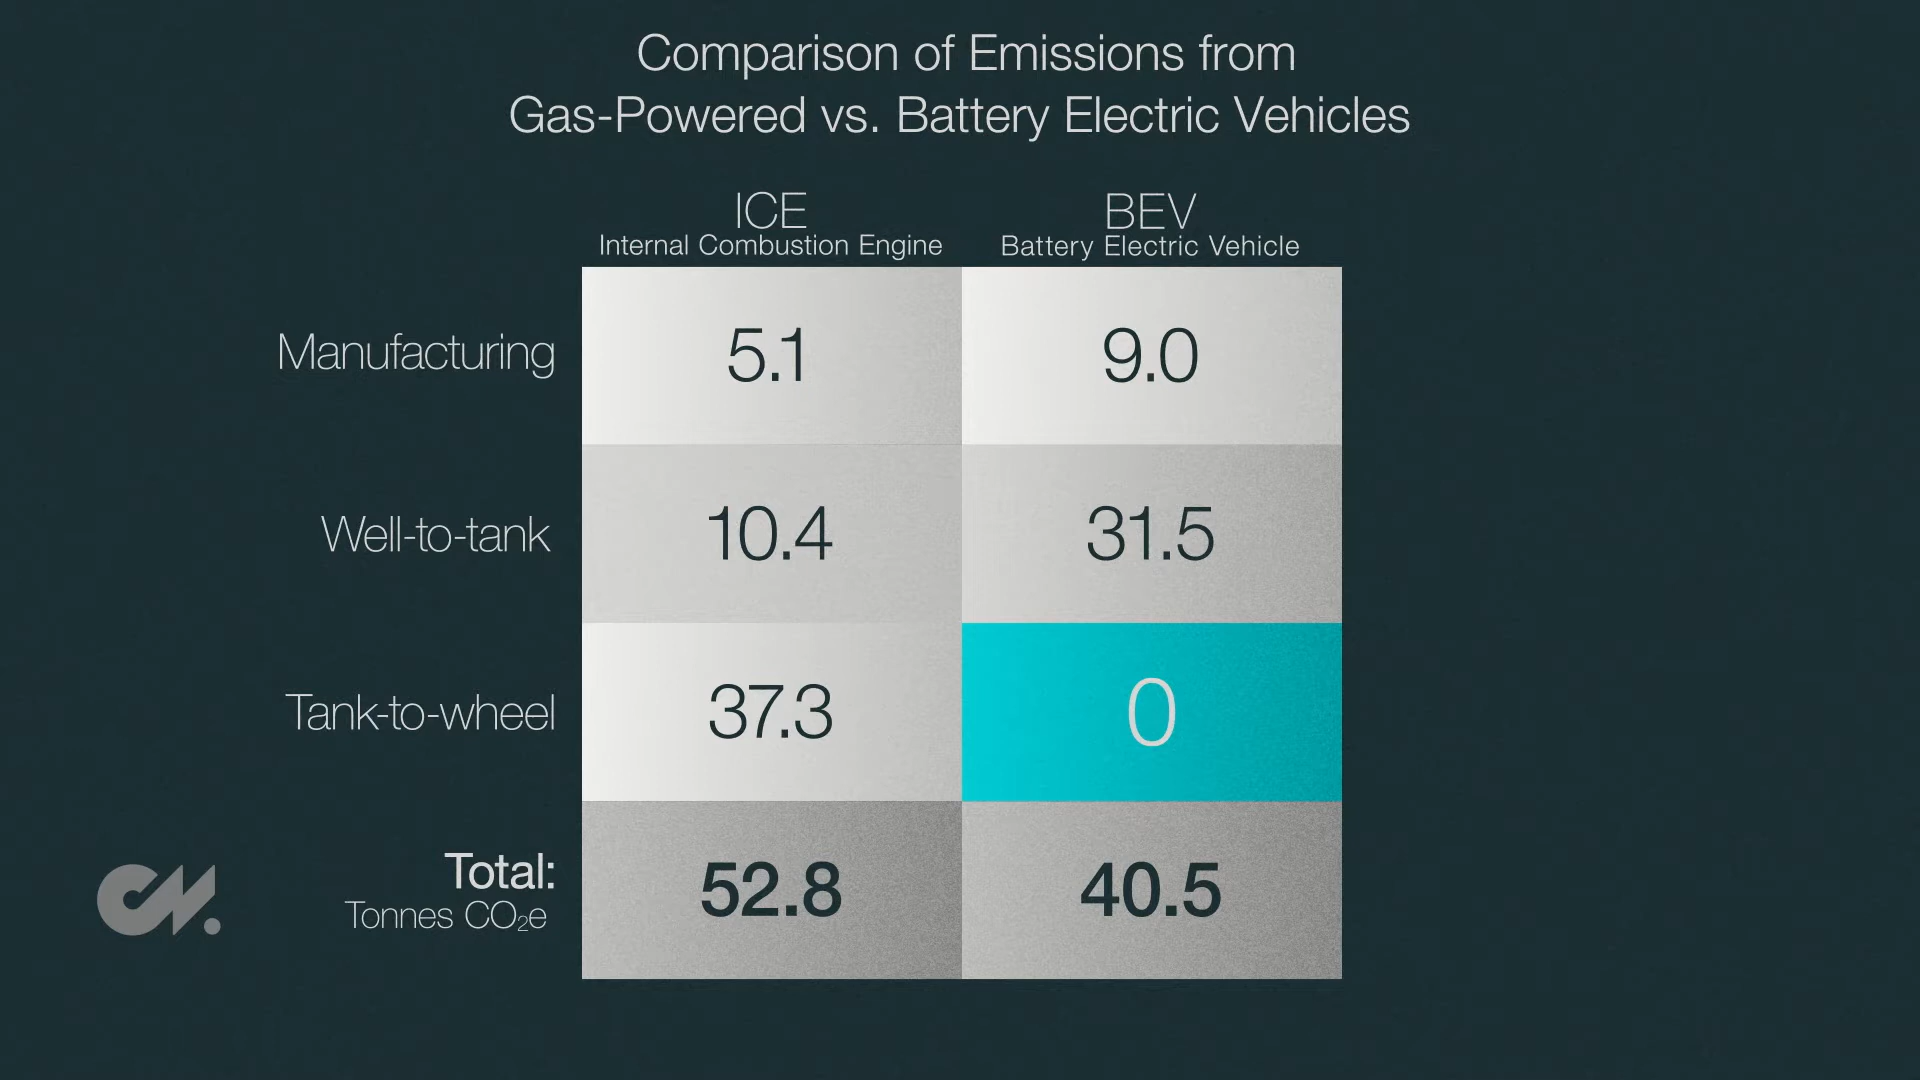 Comparison of Emissions from
Gas-Powered vs. Battery Electric Vehicles
ICE BEV
Internal Combustion Engine Battery Electric Vehicle
Manufacturing 5.1 9.0
Well-to-tank 10.4 31.5
Tank-to-wheel 37.3 0
Total: 52.8 40.5
Tonnes CO₂e
CM.